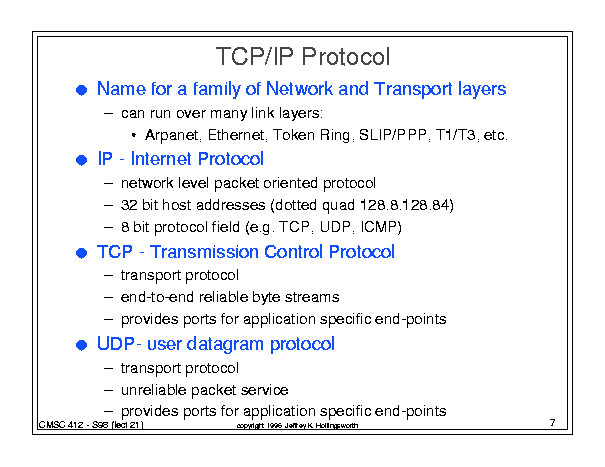 TCP/IP Protocol
● Name for a family of Network and Transport layers
– can run over many link layers:
• Arpanet, Ethernet, Token Ring, SLIP/PPP, T1/T3, etc.
● IP - Internet Protocol
– network level packet oriented protocol
– 32 bit host addresses (dotted quad 128.8.128.84)
– 8 bit protocol field (e.g. TCP, UDP, ICMP)
● TCP - Transmission Control Protocol
– transport protocol
– end-to-end reliable byte streams
– provides ports for application specific end-points
● UDP- user datagram protocol
– transport protocol
– unreliable packet service
– provides ports for application specific end-points
CMSC 412 - S98 (lect 21) copyright 1996 Jeffrey K. Hollingsworth 7